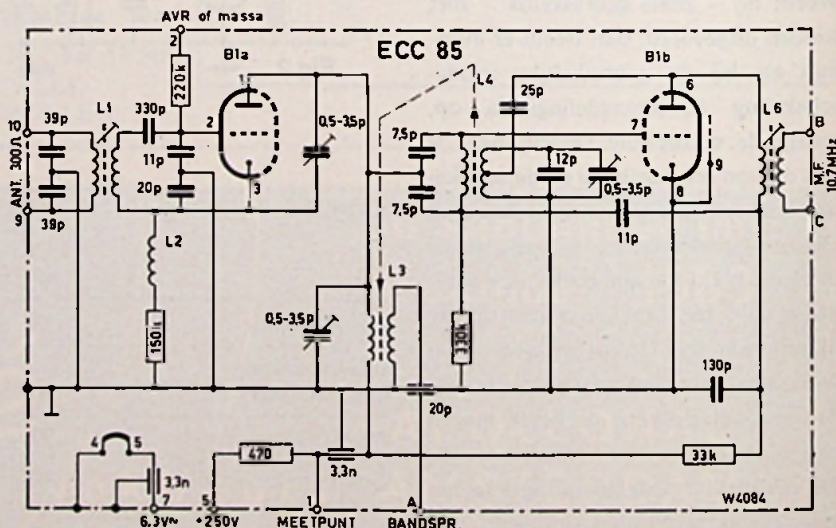 AVR of massa
2
ECC 85
B1a
B1b
220k
1
L4
25p
6
39p
L1
330p
2
0,5-3,5p
7,5p
7
L6
B
10
11p
3
12p
9
ANT. 300Ω
M.F. 10,7MHz
20p
7,5p
0,5-3,5p
8
9
39p
11p
C
L2
L3
0,5-3,5p
150k
330k
20p
130p
4
5
3,3n
470
3,3n
33k
7
5
1
A
W4084
6.3V~
+250V
MEETPUNT
BANDSPR